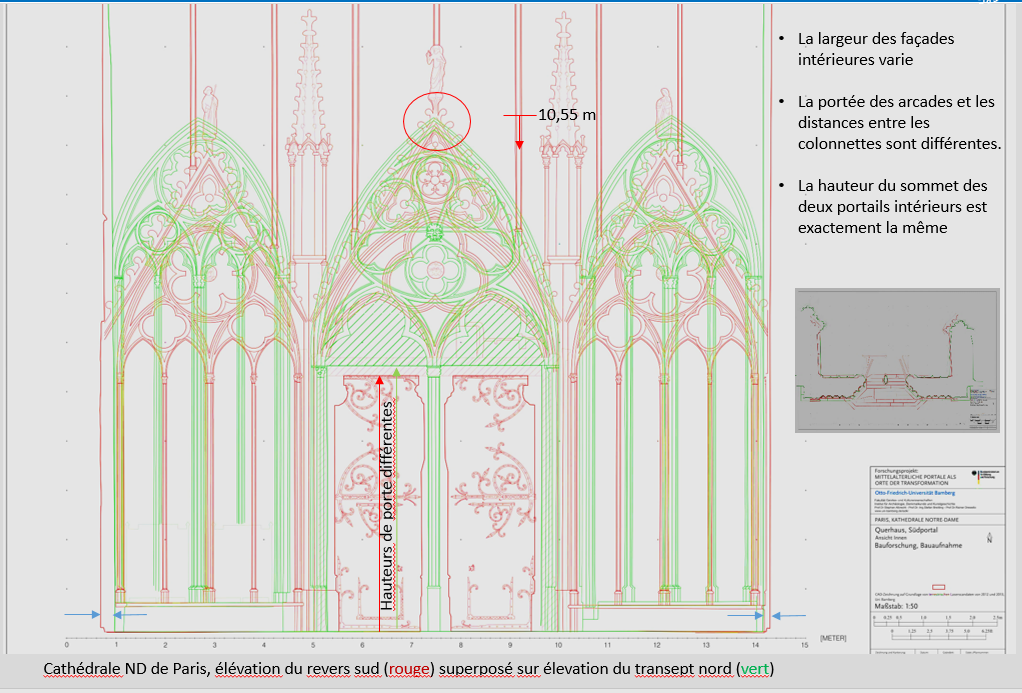 10,55 m
• La largeur des façades
intérieures varie
• La portée des arcades et les
distances entre les
colonnettes sont différentes.
• La hauteur du sommet des
deux portails intérieurs est
exactement la même
Hauteurs de porte différentes
Forschungsprojekt:
MITTELALTERLICHE PORTALE ALS
ORTE DER TRANSFORMATION
Otto-Friedrich-Universität Bamberg
PARIS, KATHEDRALE NOTRE-DAME
Querhaus, Südportal
Ansicht Innen
Bauforschung, Bauaufnahme
N
Maßstab: 1:50
0 1 2 3 4 5 6 7 8 9 10 11 12 13 14 15 [METER]
Cathédrale ND de Paris, élévation du revers sud (rouge) superposé sur élevation du transept nord (vert)